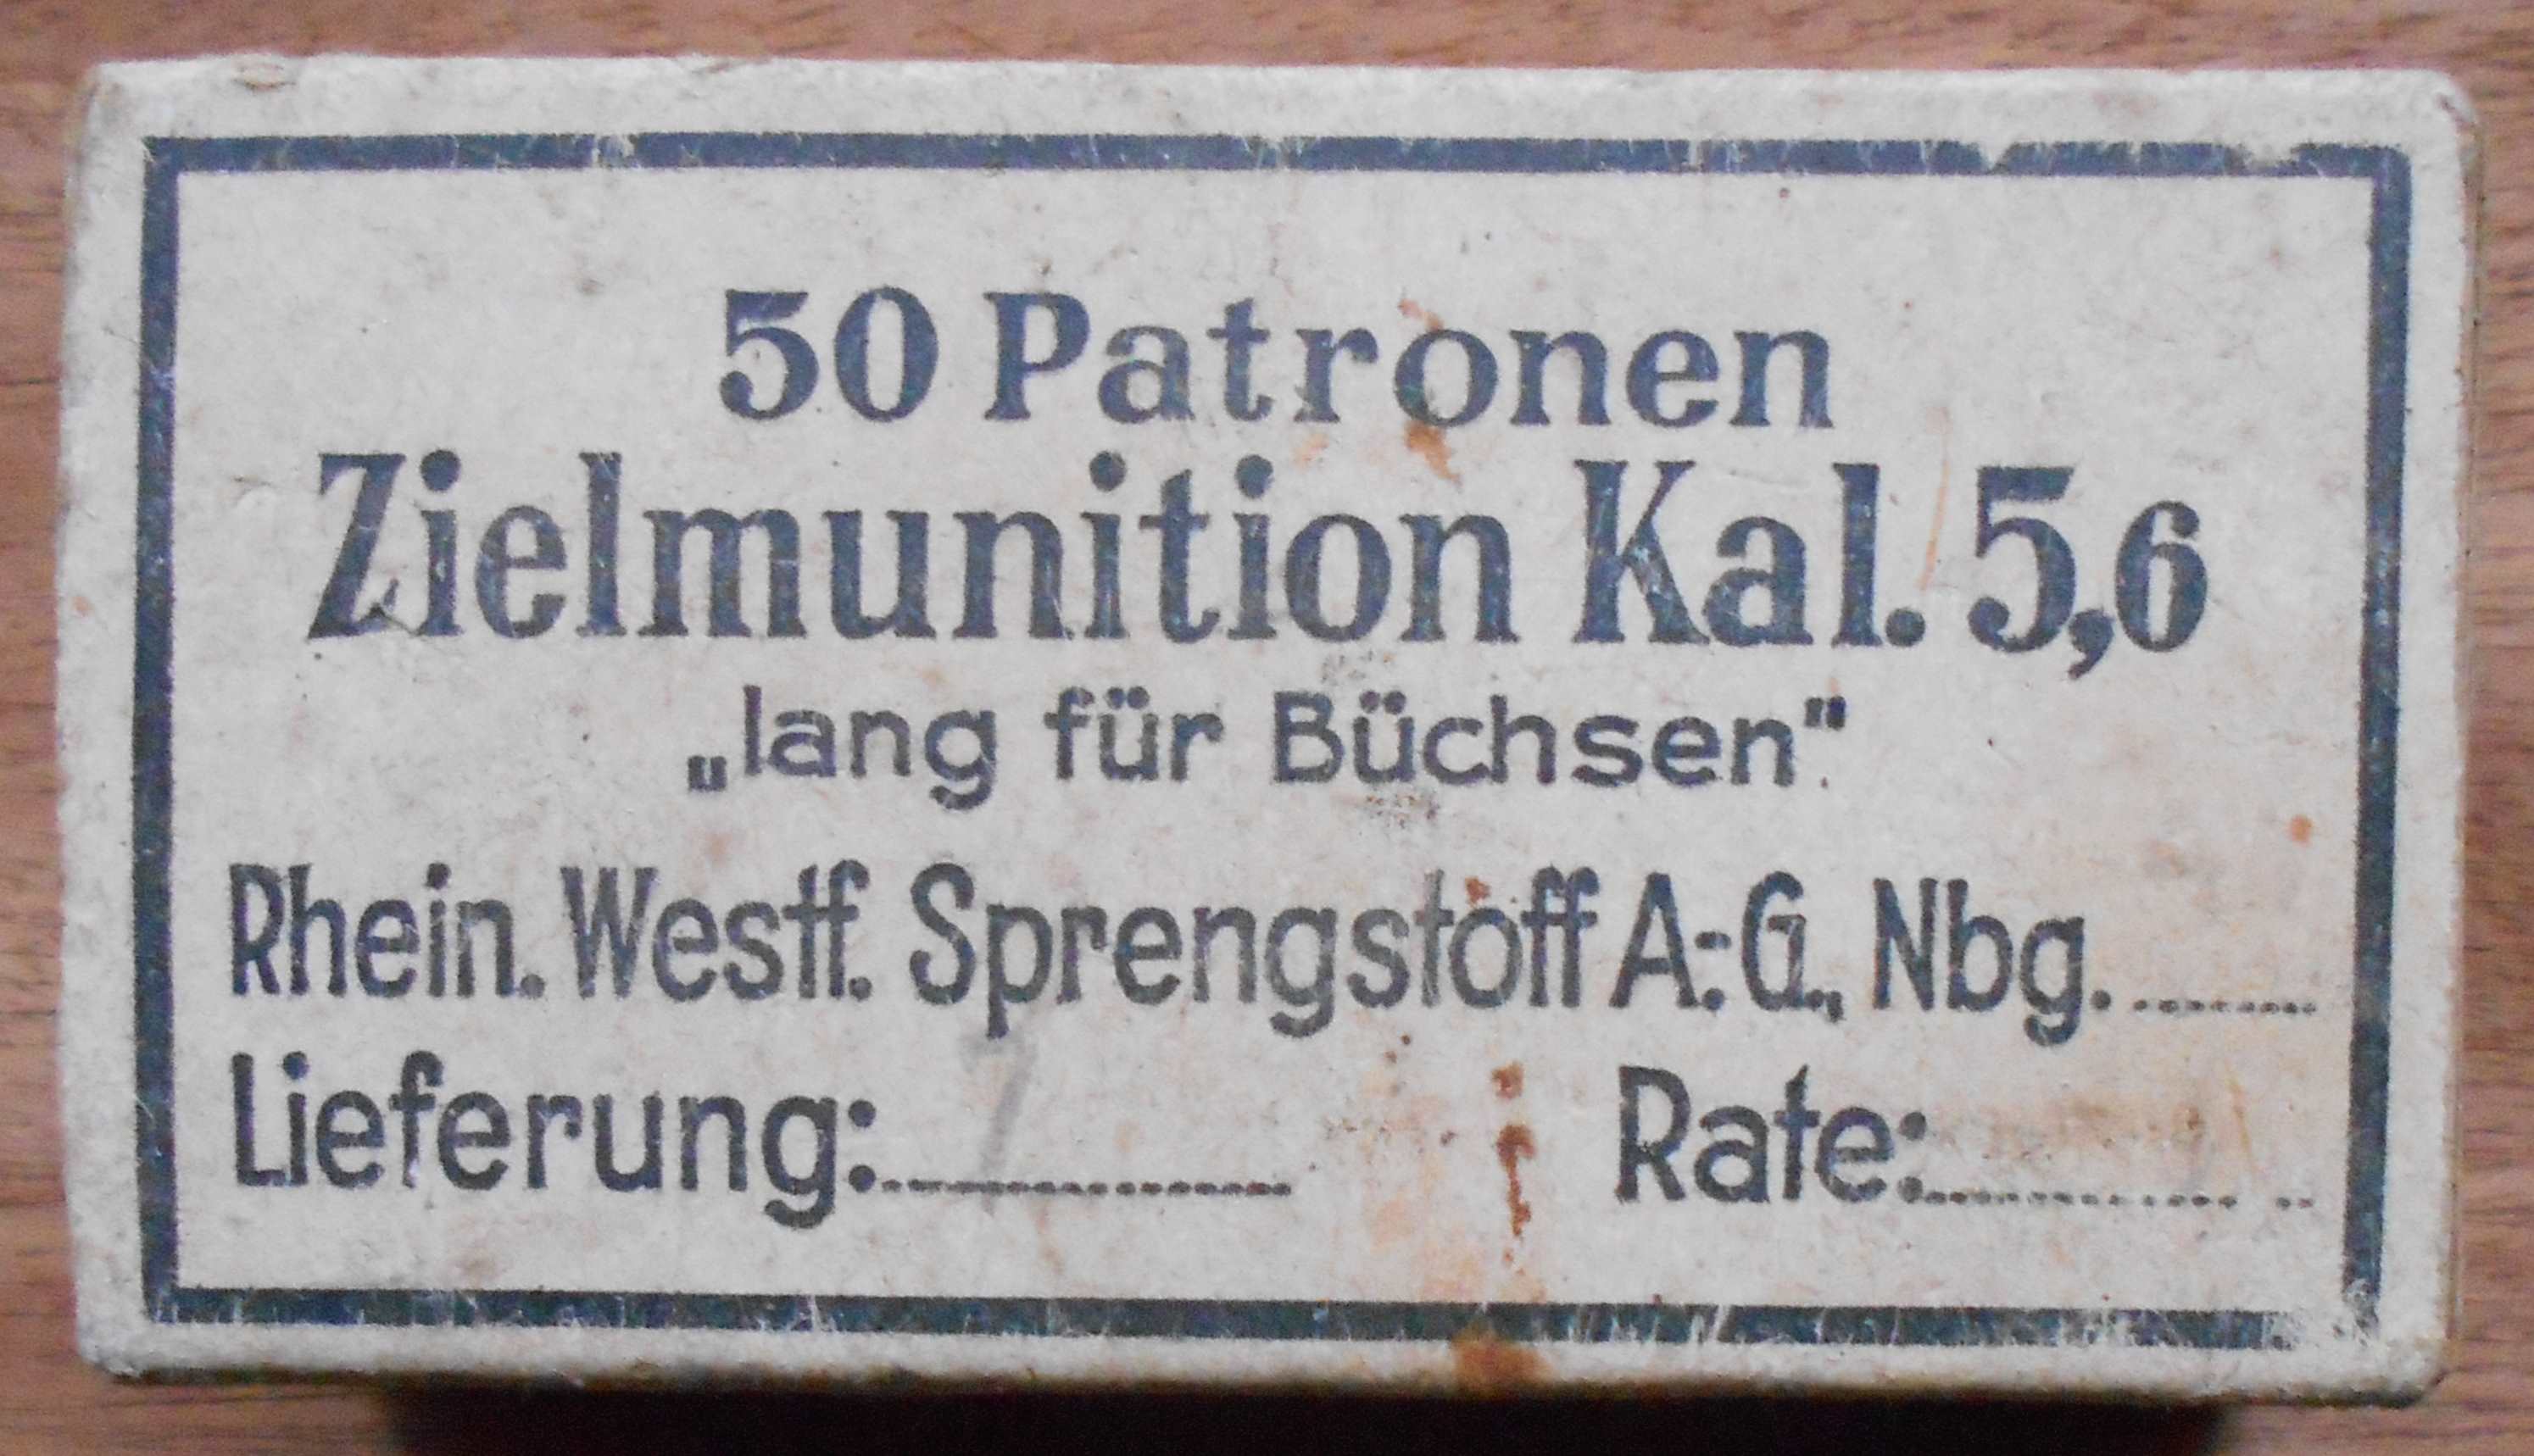 50 Patronen
Zielmunition Kal. 5,6
„lang für Büchsen"
Rhein. Westf. Sprengstoff A.-G., Nbg. ........
Lieferung:.................... Rate:..................